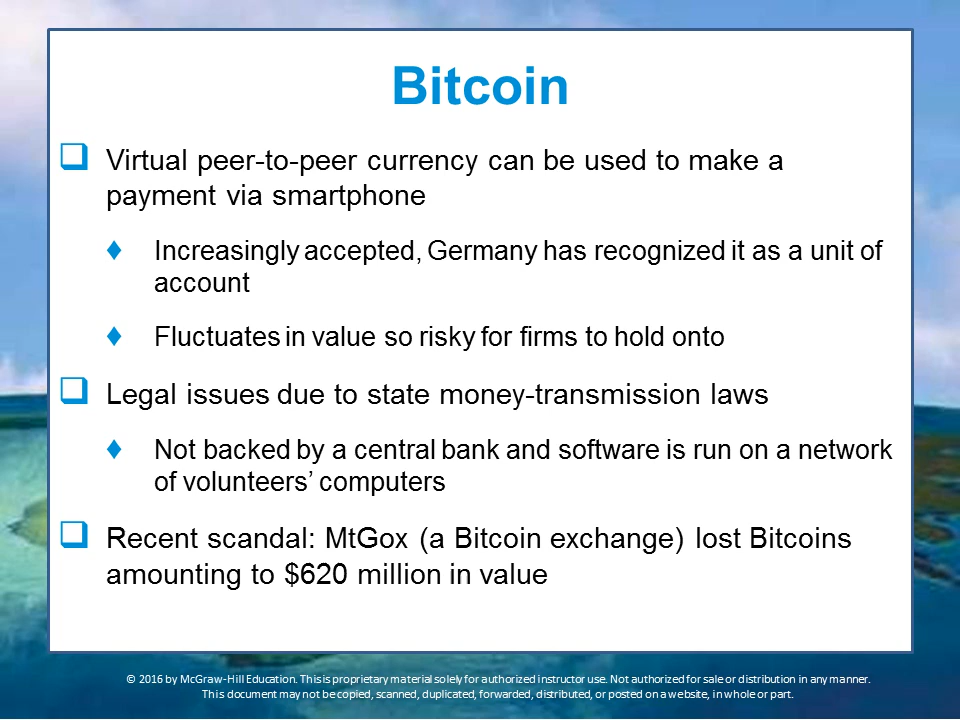 Bitcoin
Virtual peer-to-peer currency can be used to make a
payment via smartphone
Increasingly accepted, Germany has recognized it as a unit of
account
Fluctuates in value so risky for firms to hold onto
Legal issues due to state money-transmission laws
Not backed by a central bank and software is run on a network
of volunteers’ computers
Recent scandal: MtGox (a Bitcoin exchange) lost Bitcoins
amounting to $620 million in value
© 2016 by McGraw-Hill Education. This is proprietary material solely for authorized instructor use. Not authorized for sale or distribution in any manner.
This document may not be copied, scanned, duplicated, forwarded, distributed, or posted on a website, in whole or part.